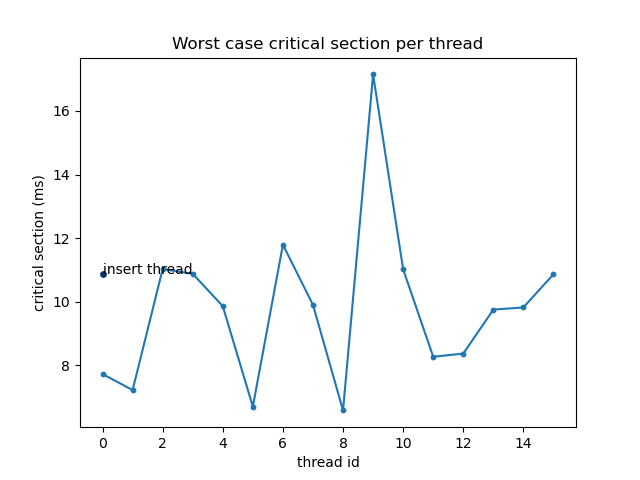 Worst case critical section per thread
critical section (ms)
16
14
12
10
8
insert thread
0 2 4 6 8 10 12 14
thread id